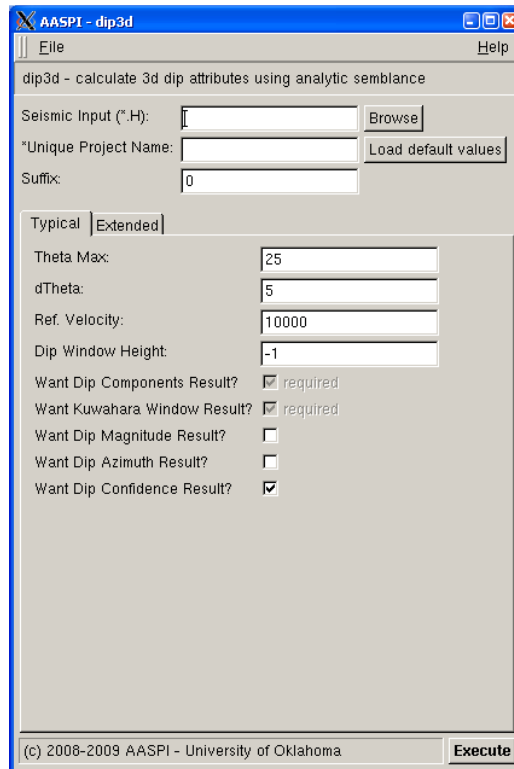 AASPI - dip3d
File Help
dip3d - calculate 3d dip attributes using analytic semblance
Seismic Input (*.H): Browse
*Unique Project Name: Load default values
Suffix: 0
Typical Extended
Theta Max: 25
dTheta: 5
Ref. Velocity: 10000
Dip Window Height: -1
Want Dip Components Result? required
Want Kuwahara Window Result? required
Want Dip Magnitude Result?
Want Dip Azimuth Result?
Want Dip Confidence Result?
(c) 2008-2009 AASPI - University of Oklahoma Execute